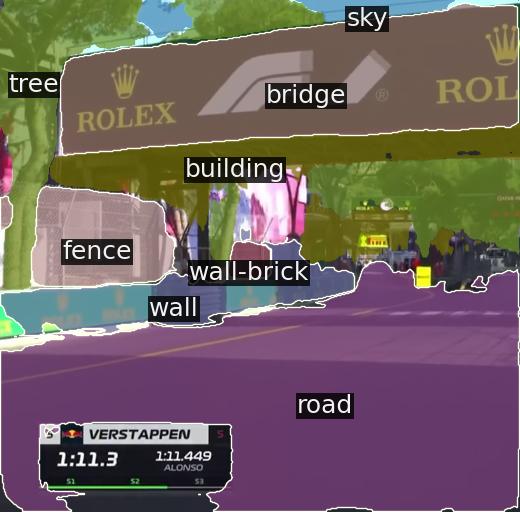 sky
tree
bridge
ROLEX
ROL
building
fence
wall-brick
wall
road
VERSTAPPEN 5
1:11.3 1:11.449
ALONSO
S1 S2 S3